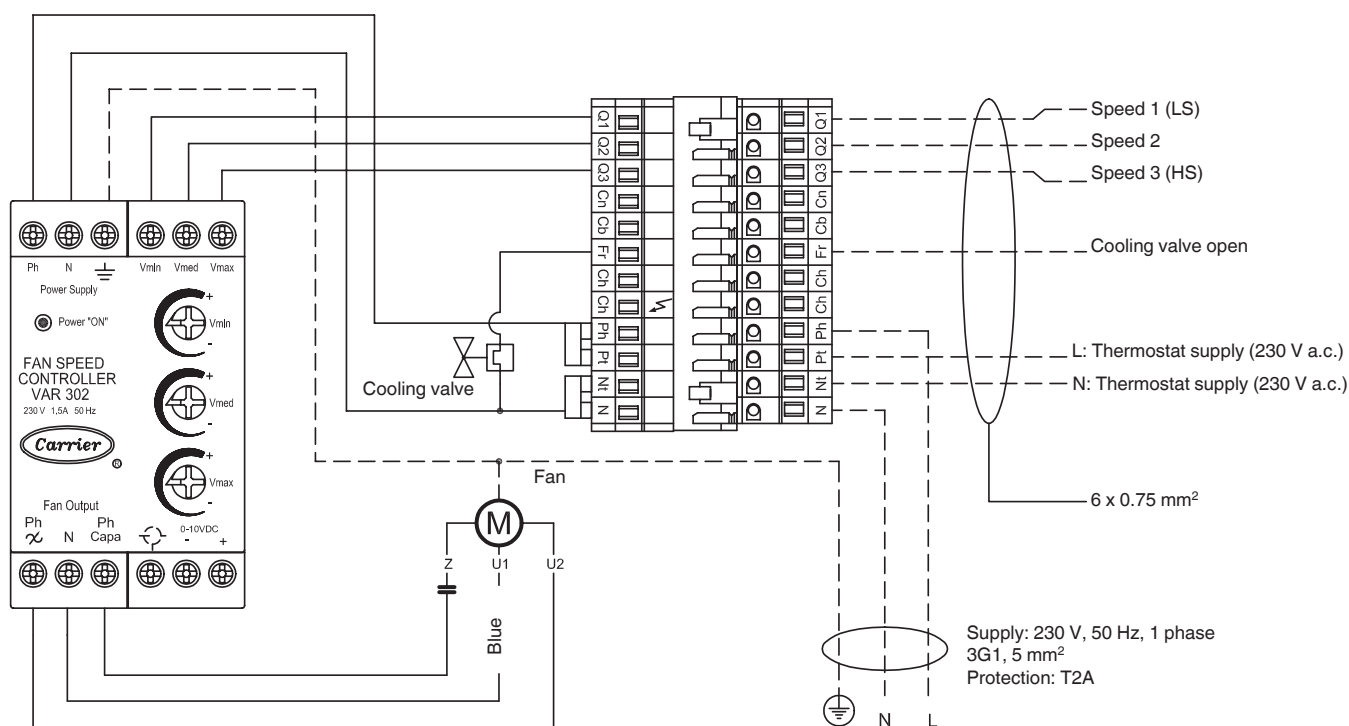 Q1
Q2
Q3
Cn
Cb
Fr
Ch
Ch
Ph
Pt
Nt
N
Q1
Q2
Q3
Cn
Cb
Fr
Ch
Ch
Ph
Pt
Nt
N
Speed 1 (LS)
Speed 2
Speed 3 (HS)
Cooling valve open
L: Thermostat supply (230 V a.c.)
N: Thermostat supply (230 V a.c.)
6 x 0.75 mm²
Ph N Vmin Vmed Vmax
Power Supply
Power "ON"
+
Vmin
-
FAN SPEED
CONTROLLER
VAR 302
230 V 1,5A 50 Hz
+
Vmed
-
Carrier
®
+
Vmax
-
Fan Output
Ph N Ph
Capa
0-10VDC
- +
Cooling valve
Fan
M
Z U1 U2
Blue
Supply: 230 V, 50 Hz, 1 phase
3G1, 5 mm²
Protection: T2A
N L